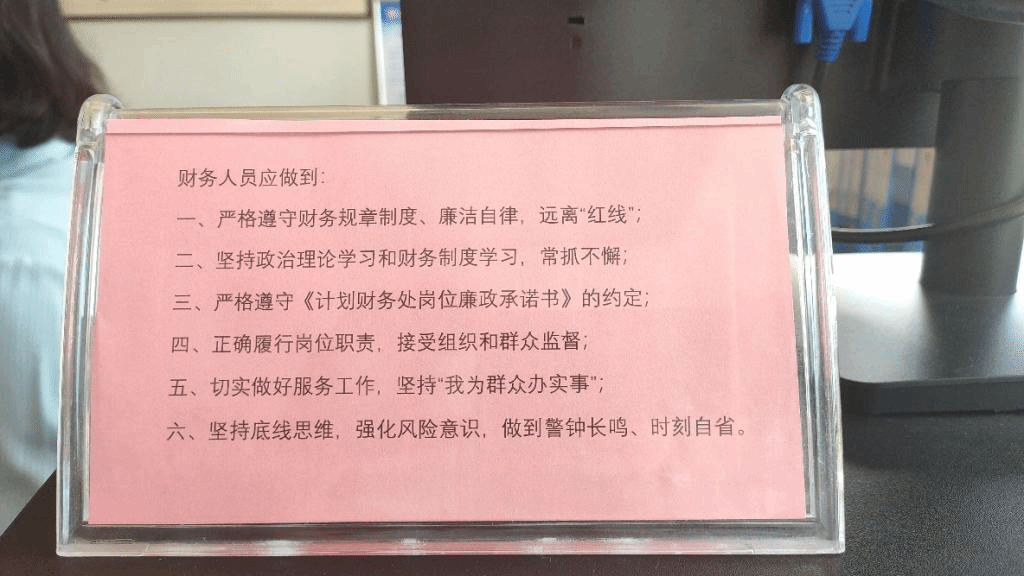 财务人员应做到：
一、严格遵守财务规章制度、廉洁自律，远离“红线”；
二、坚持政治理论学习和财务制度学习，常抓不懈；
三、严格遵守《计划财务处岗位廉政承诺书》的约定；
四、正确履行岗位职责，接受组织和群众监督；
五、切实做好服务工作，坚持“我为群众办实事”；
六、坚持底线思维，强化风险意识，做到警钟长鸣、时刻自省。